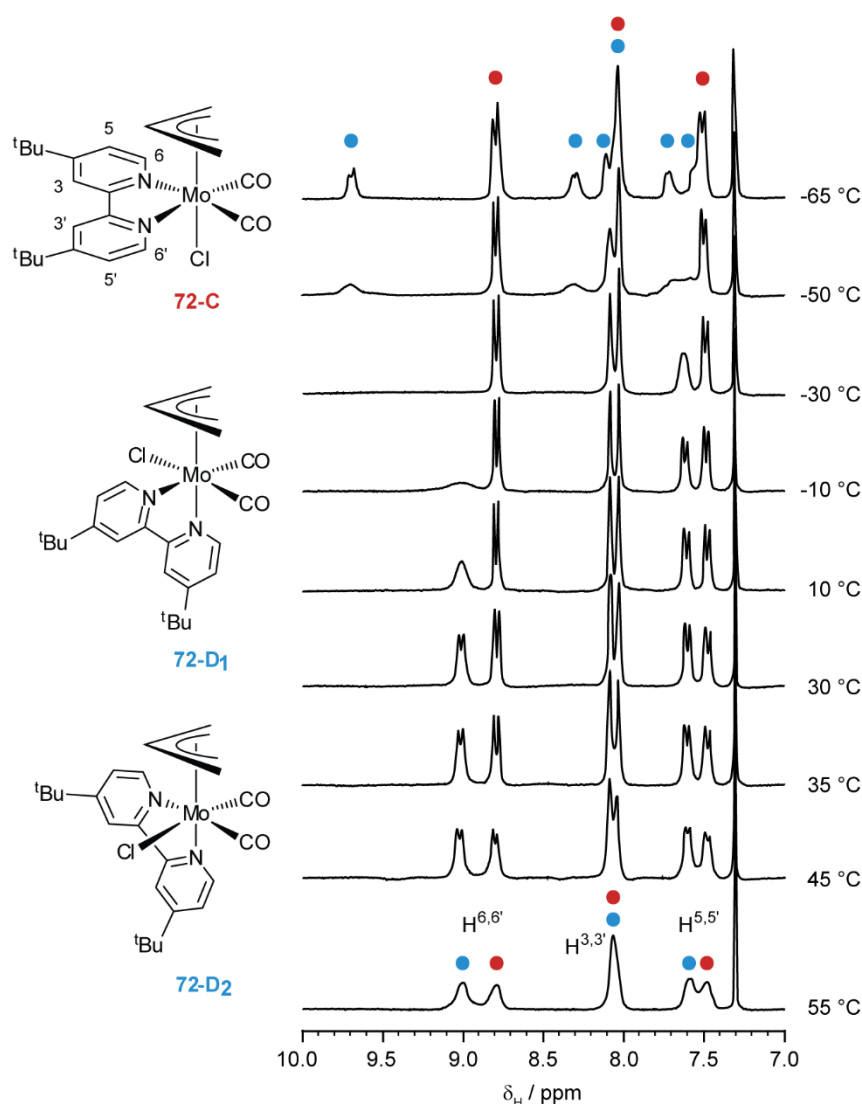 5
6
ᵗBu
3
N
CO
Mo
3'
N
CO
ᵗBu
6'
Cl
5'
72-C
Cl
CO
Mo
N
CO
N
ᵗBu
ᵗBu
72-D₁
ᵗBu
N
CO
Mo
Cl
CO
N
ᵗBu
72-D₂
-65 °C
-50 °C
-30 °C
-10 °C
10 °C
30 °C
35 °C
45 °C
H⁶,⁶'
H³,³'
H⁵,⁵'
55 °C
10.0 9.5 9.0 8.5 8.0 7.5 7.0
δH / ppm